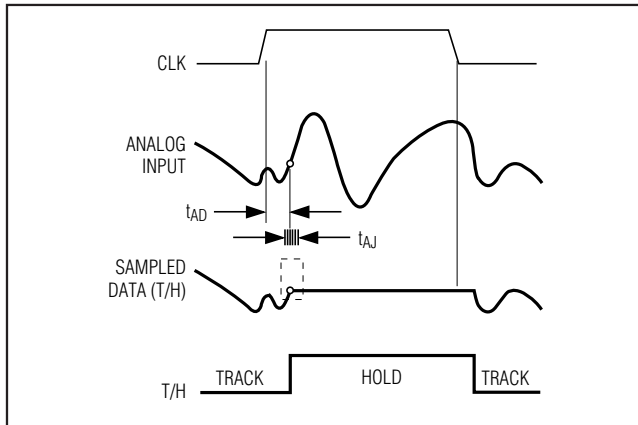 CLK
ANALOG
INPUT
tAD
tAJ
SAMPLED
DATA (T/H)
TRACK HOLD TRACK
T/H